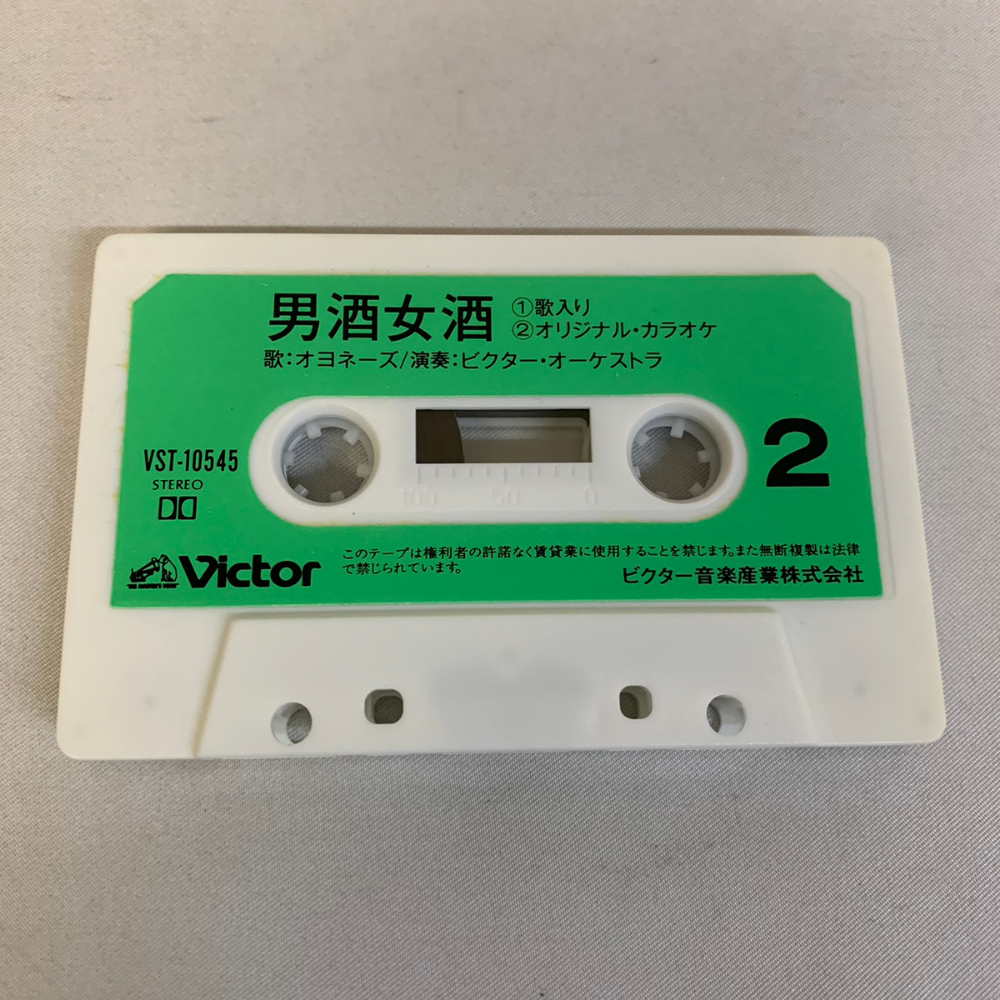 男酒女酒
①歌入り
②オリジナル・カラオケ
歌:オヨネーズ/演奏:ビクター・オーケストラ
VST-10545
STEREO
2
100 50 0
Victor
このテープは権利者の許諾なく賃貸業に使用することを禁じます。また無断複製は法律
で禁じられています。
ビクター音楽産業株式会社